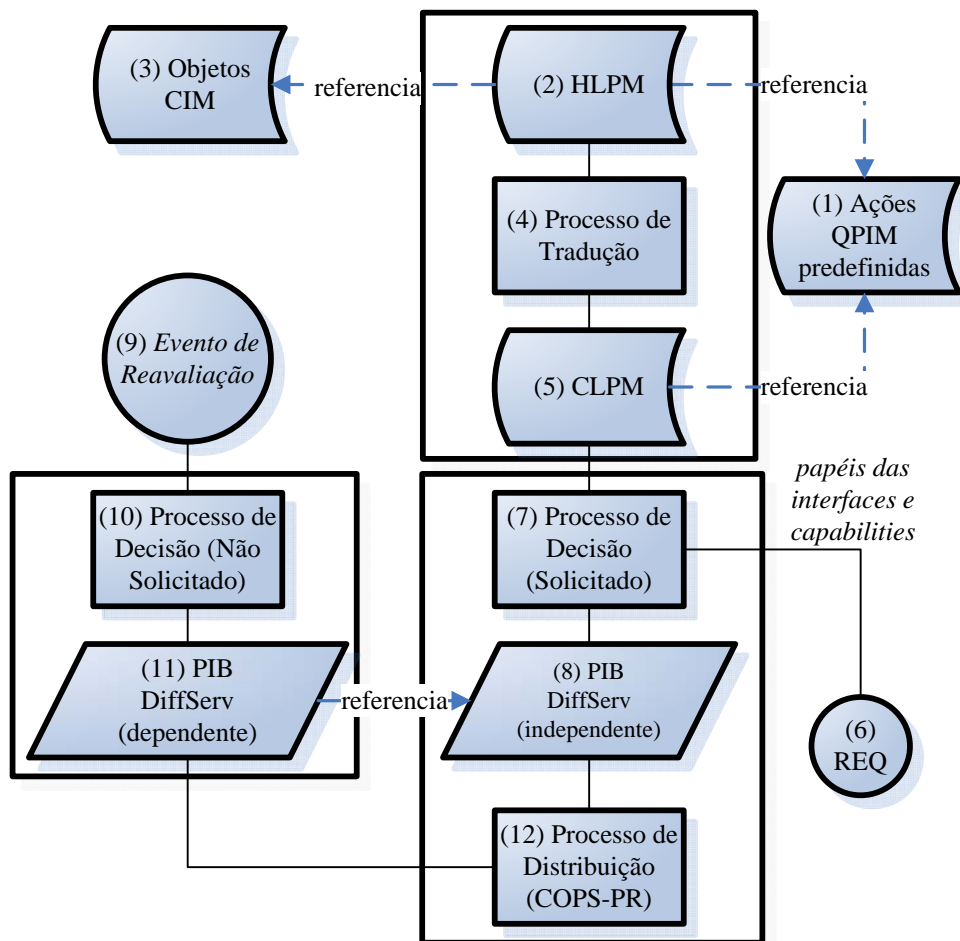 (3) Objetos
CIM
referencia
(2) HLPM
referencia
(4) Processo de
Tradução
(1) Ações
QPIM
predefinidas
(9) Evento de
Reavaliação
(5) CLPM
referencia
papéis das
interfaces e
capabilities
(10) Processo de
Decisão (Não
Solicitado)
(7) Processo de
Decisão
(Solicitado)
(11) PIB
DiffServ
(dependente)
referencia
(8) PIB
DiffServ
(independente)
(6)
REQ
(12) Processo de
Distribuição
(COPS-PR)